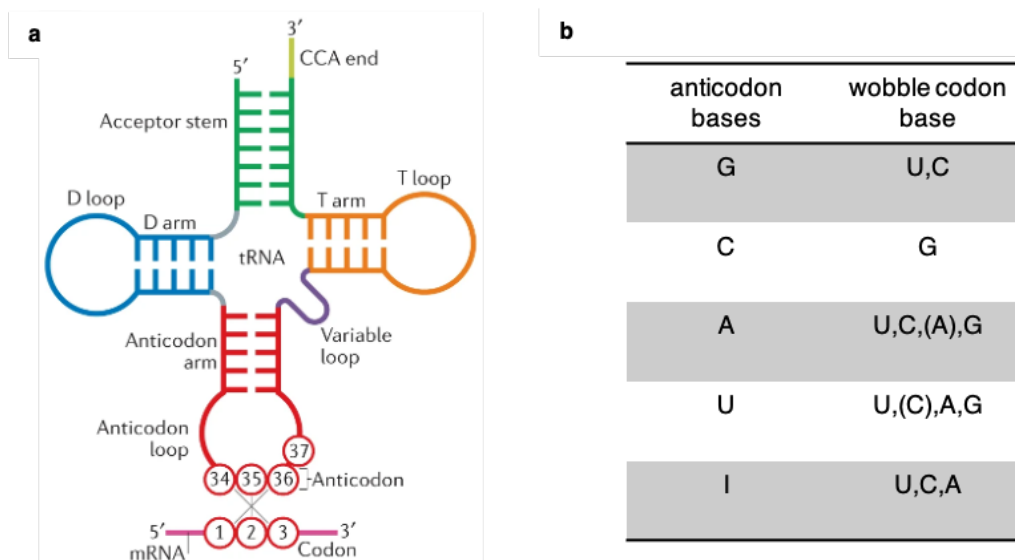 a
3′
CCA end
5′
Acceptor stem
T loop
D loop
T arm
D arm
tRNA
Variable
loop
Anticodon
arm
Anticodon
loop
37
34 35 36 Anticodon
5′ 1 2 3 3′
mRNA Codon
b
anticodon bases wobble codon base
G U,C
C G
A U,C,(A),G
U U,(C),A,G
I U,C,A